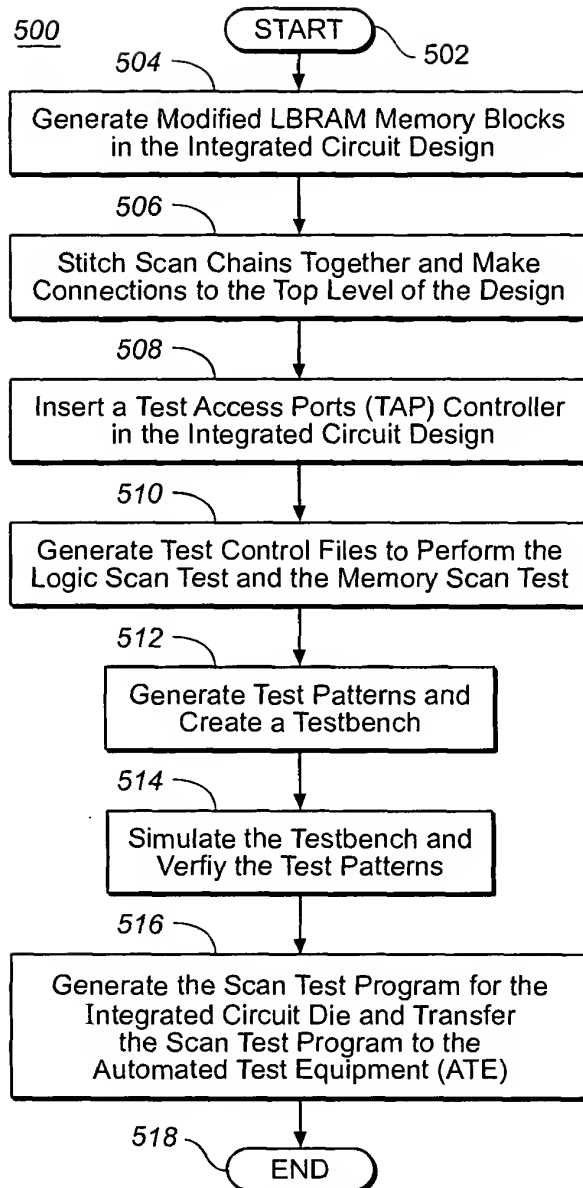 500
START
502
504
Generate Modified LBRAM Memory Blocks
in the Integrated Circuit Design
506
Stitch Scan Chains Together and Make
Connections to the Top Level of the Design
508
Insert a Test Access Ports (TAP) Controller
in the Integrated Circuit Design
510
Generate Test Control Files to Perform the
Logic Scan Test and the Memory Scan Test
512
Generate Test Patterns and
Create a Testbench
514
Simulate the Testbench and
Verfiy the Test Patterns
516
Generate the Scan Test Program for the
Integrated Circuit Die and Transfer
the Scan Test Program to the
Automated Test Equipment (ATE)
518
END